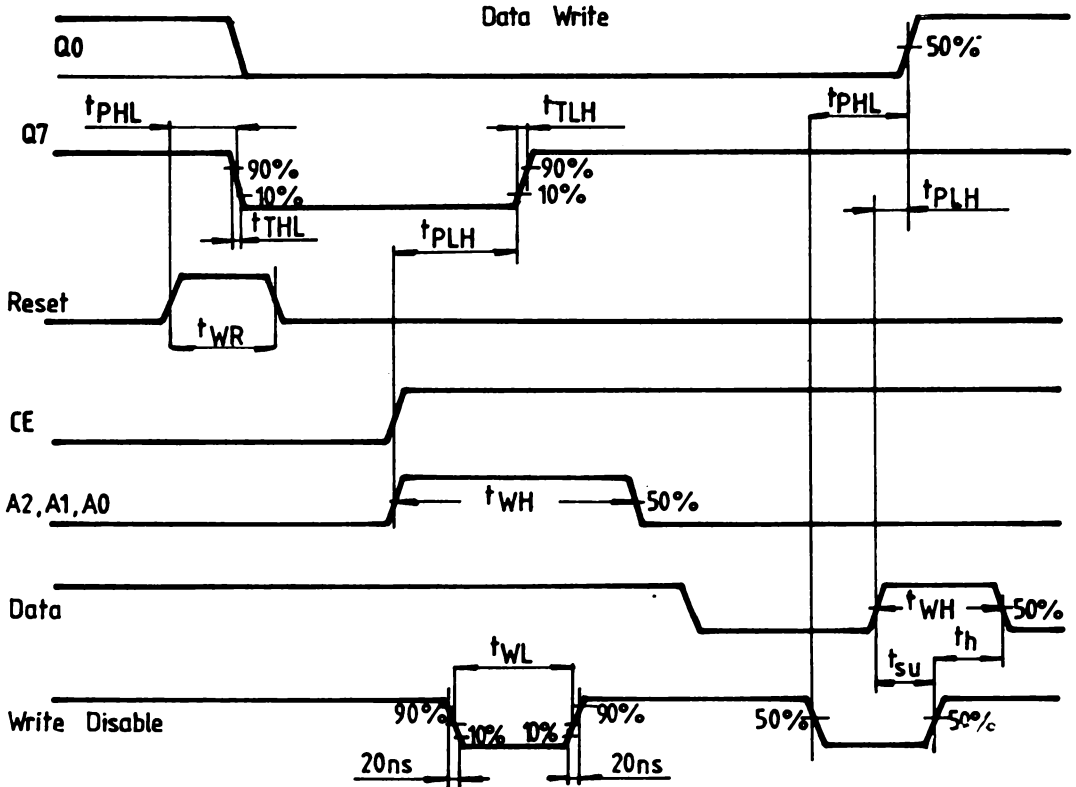 Data Write
Q0
50%
tPHL
tTLH
tPHL
Q7
90%
10%
90%
10%
tTHL
tPLH
tPLH
Reset
tWR
CE
A2, A1, A0
tWH
50%
Data
tWH
50%
th
tWL
tsu
Write Disable
90%
10%
10%
90%
50%
50%
20ns
20ns